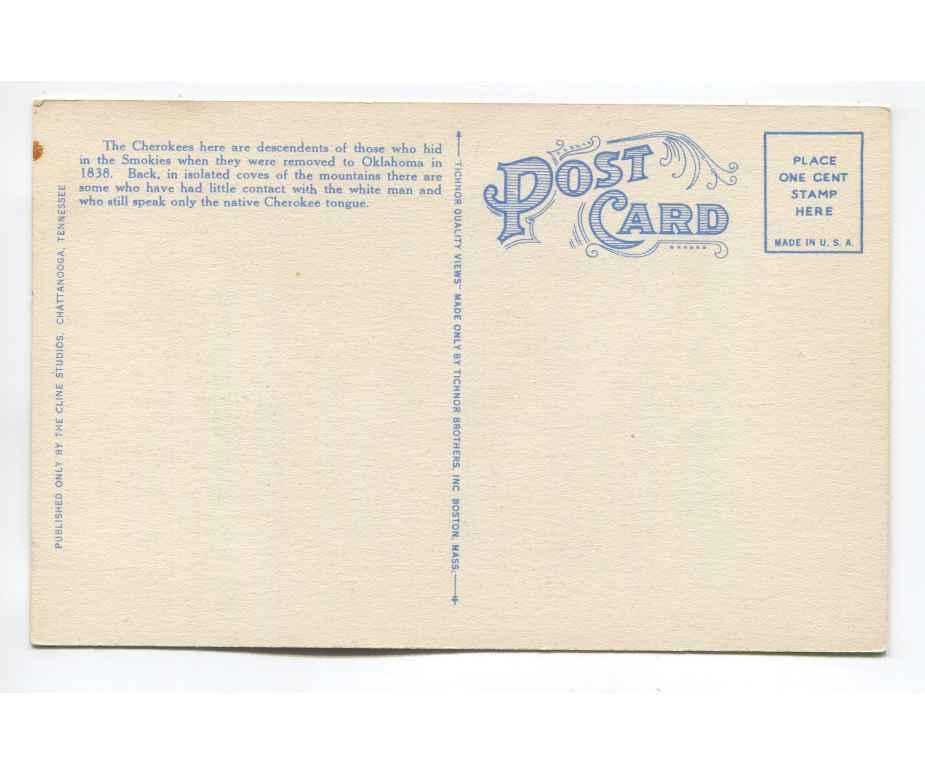 The Cherokees here are descendents of those who hid
in the Smokies when they were removed to Oklahoma in
1838. Back, in isolated coves of the mountains there are
some who have had little contact with the white man and
who still speak only the native Cherokee tongue.
PUBLISHED ONLY BY THE CLINE STUDIOS, CHATTANOOGA, TENNESSEE
TICHNOR QUALITY VIEWS" MADE ONLY BY TICHNOR BROTHERS, INC BOSTON, MASS.
POST
CARD
PLACE
ONE CENT
STAMP
HERE
MADE IN U. S. A.